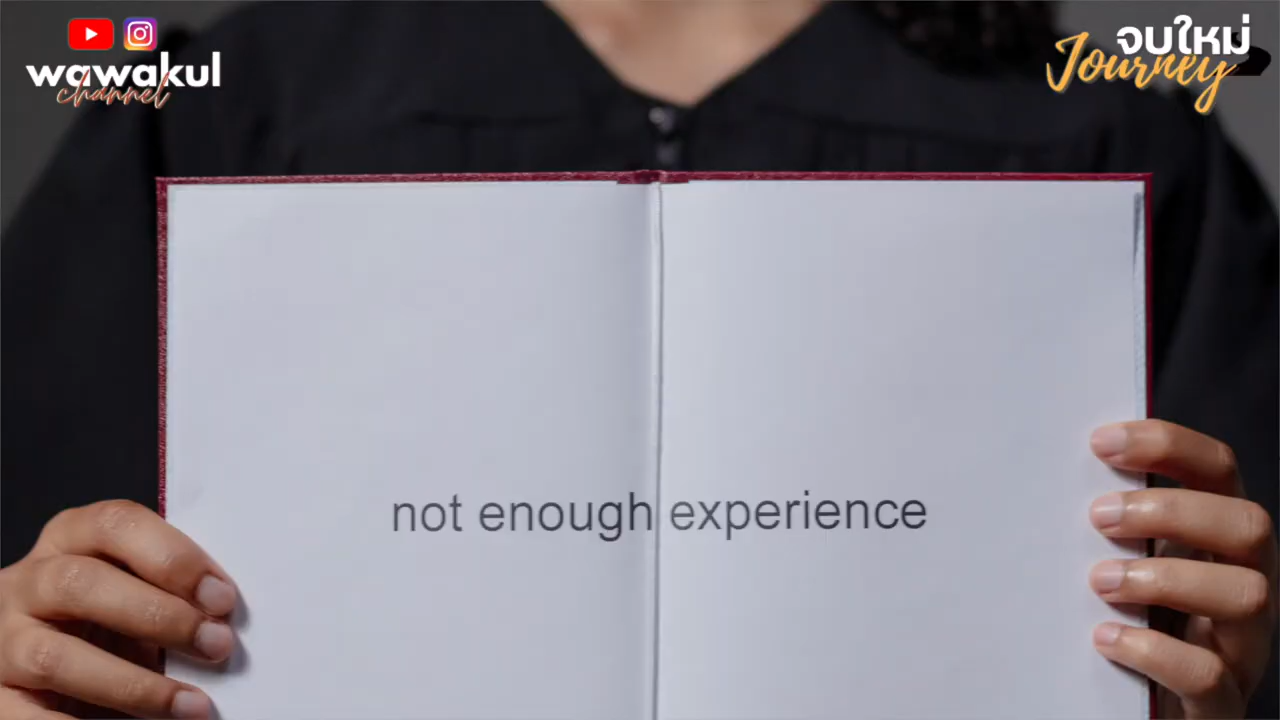 wawakul
channel
จบใหม่
Journey
not enough experience